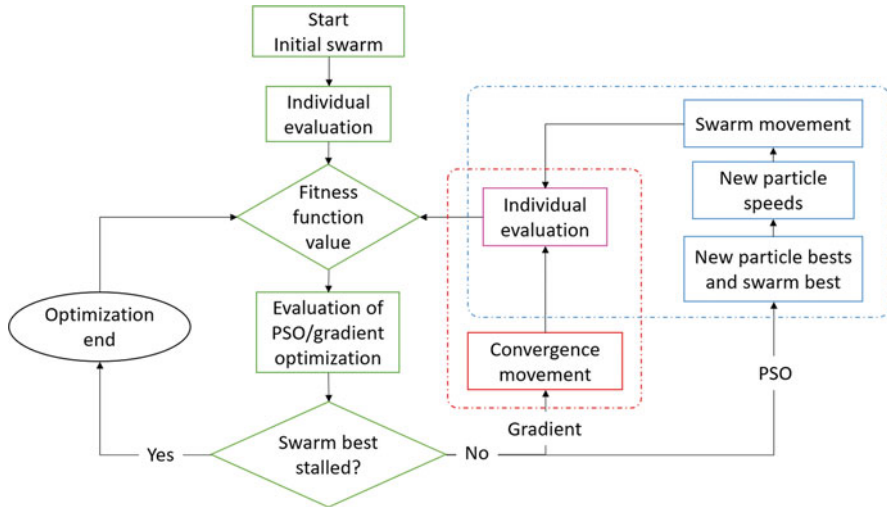 Start
Initial swarm
Individual
evaluation
Fitness
function
value
Evaluation of
PSO/gradient
optimization
Swarm best
stalled?
Yes
Optimization
end
No
Gradient
Convergence
movement
Individual
evaluation
PSO
New particle bests
and swarm best
New particle
speeds
Swarm movement